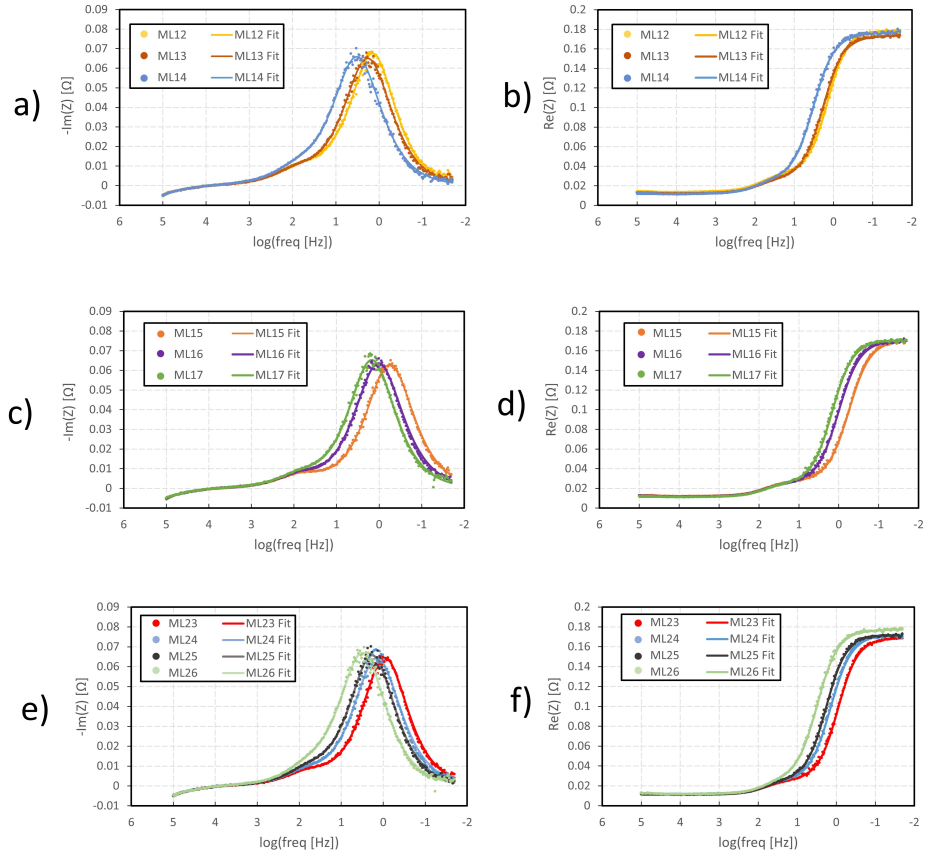 a)
0.09
0.08
0.07
0.06
0.05
0.04
0.03
0.02
0.01
0
-0.01
-Im(Z) [Ω]
ML12 ML12 Fit
ML13 ML13 Fit
ML14 ML14 Fit
6 5 4 3 2 1 0 -1 -2
log(freq [Hz])
b)
0.2
0.18
0.16
0.14
0.12
0.1
0.08
0.06
0.04
0.02
0
Re(Z) [Ω]
ML12 ML12 Fit
ML13 ML13 Fit
ML14 ML14 Fit
6 5 4 3 2 1 0 -1 -2
log(freq [Hz])
c)
0.09
0.08
0.07
0.06
0.05
0.04
0.03
0.02
0.01
0
-0.01
-Im(Z) [Ω]
ML15 ML15 Fit
ML16 ML16 Fit
ML17 ML17 Fit
6 5 4 3 2 1 0 -1 -2
log(freq [Hz])
d)
0.2
0.18
0.16
0.14
0.12
0.1
0.08
0.06
0.04
0.02
0
Re(Z) [Ω]
ML15 ML15 Fit
ML16 ML16 Fit
ML17 ML17 Fit
6 5 4 3 2 1 0 -1 -2
log(freq [Hz])
e)
0.09
0.08
0.07
0.06
0.05
0.04
0.03
0.02
0.01
0
-0.01
-Im(Z) [Ω]
ML23 ML23 Fit
ML24 ML24 Fit
ML25 ML25 Fit
ML26 ML26 Fit
6 5 4 3 2 1 0 -1 -2
log(freq [Hz])
f)
0.2
0.18
0.16
0.14
0.12
0.1
0.08
0.06
0.04
0.02
0
Re(Z) [Ω]
ML23 ML23 Fit
ML24 ML24 Fit
ML25 ML25 Fit
ML26 ML26 Fit
6 5 4 3 2 1 0 -1 -2
log(freq [Hz])